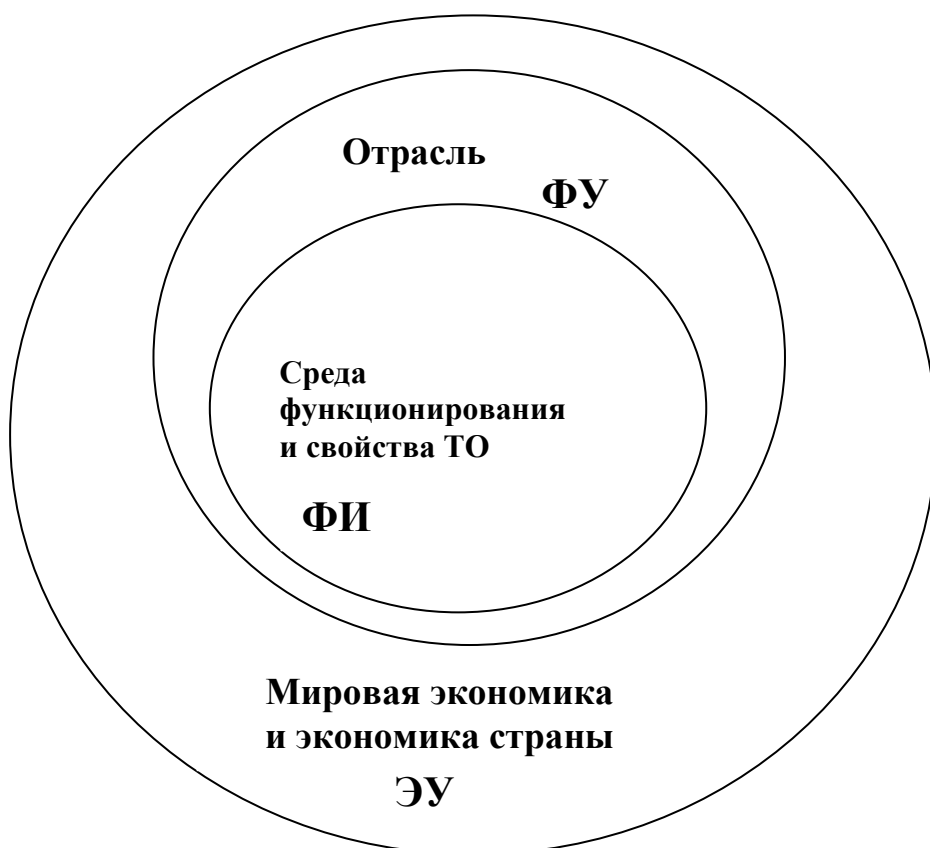 Отрасль
ФУ
Среда
функционирования
и свойства ТО
ФИ
Мировая экономика
и экономика страны
ЭУ